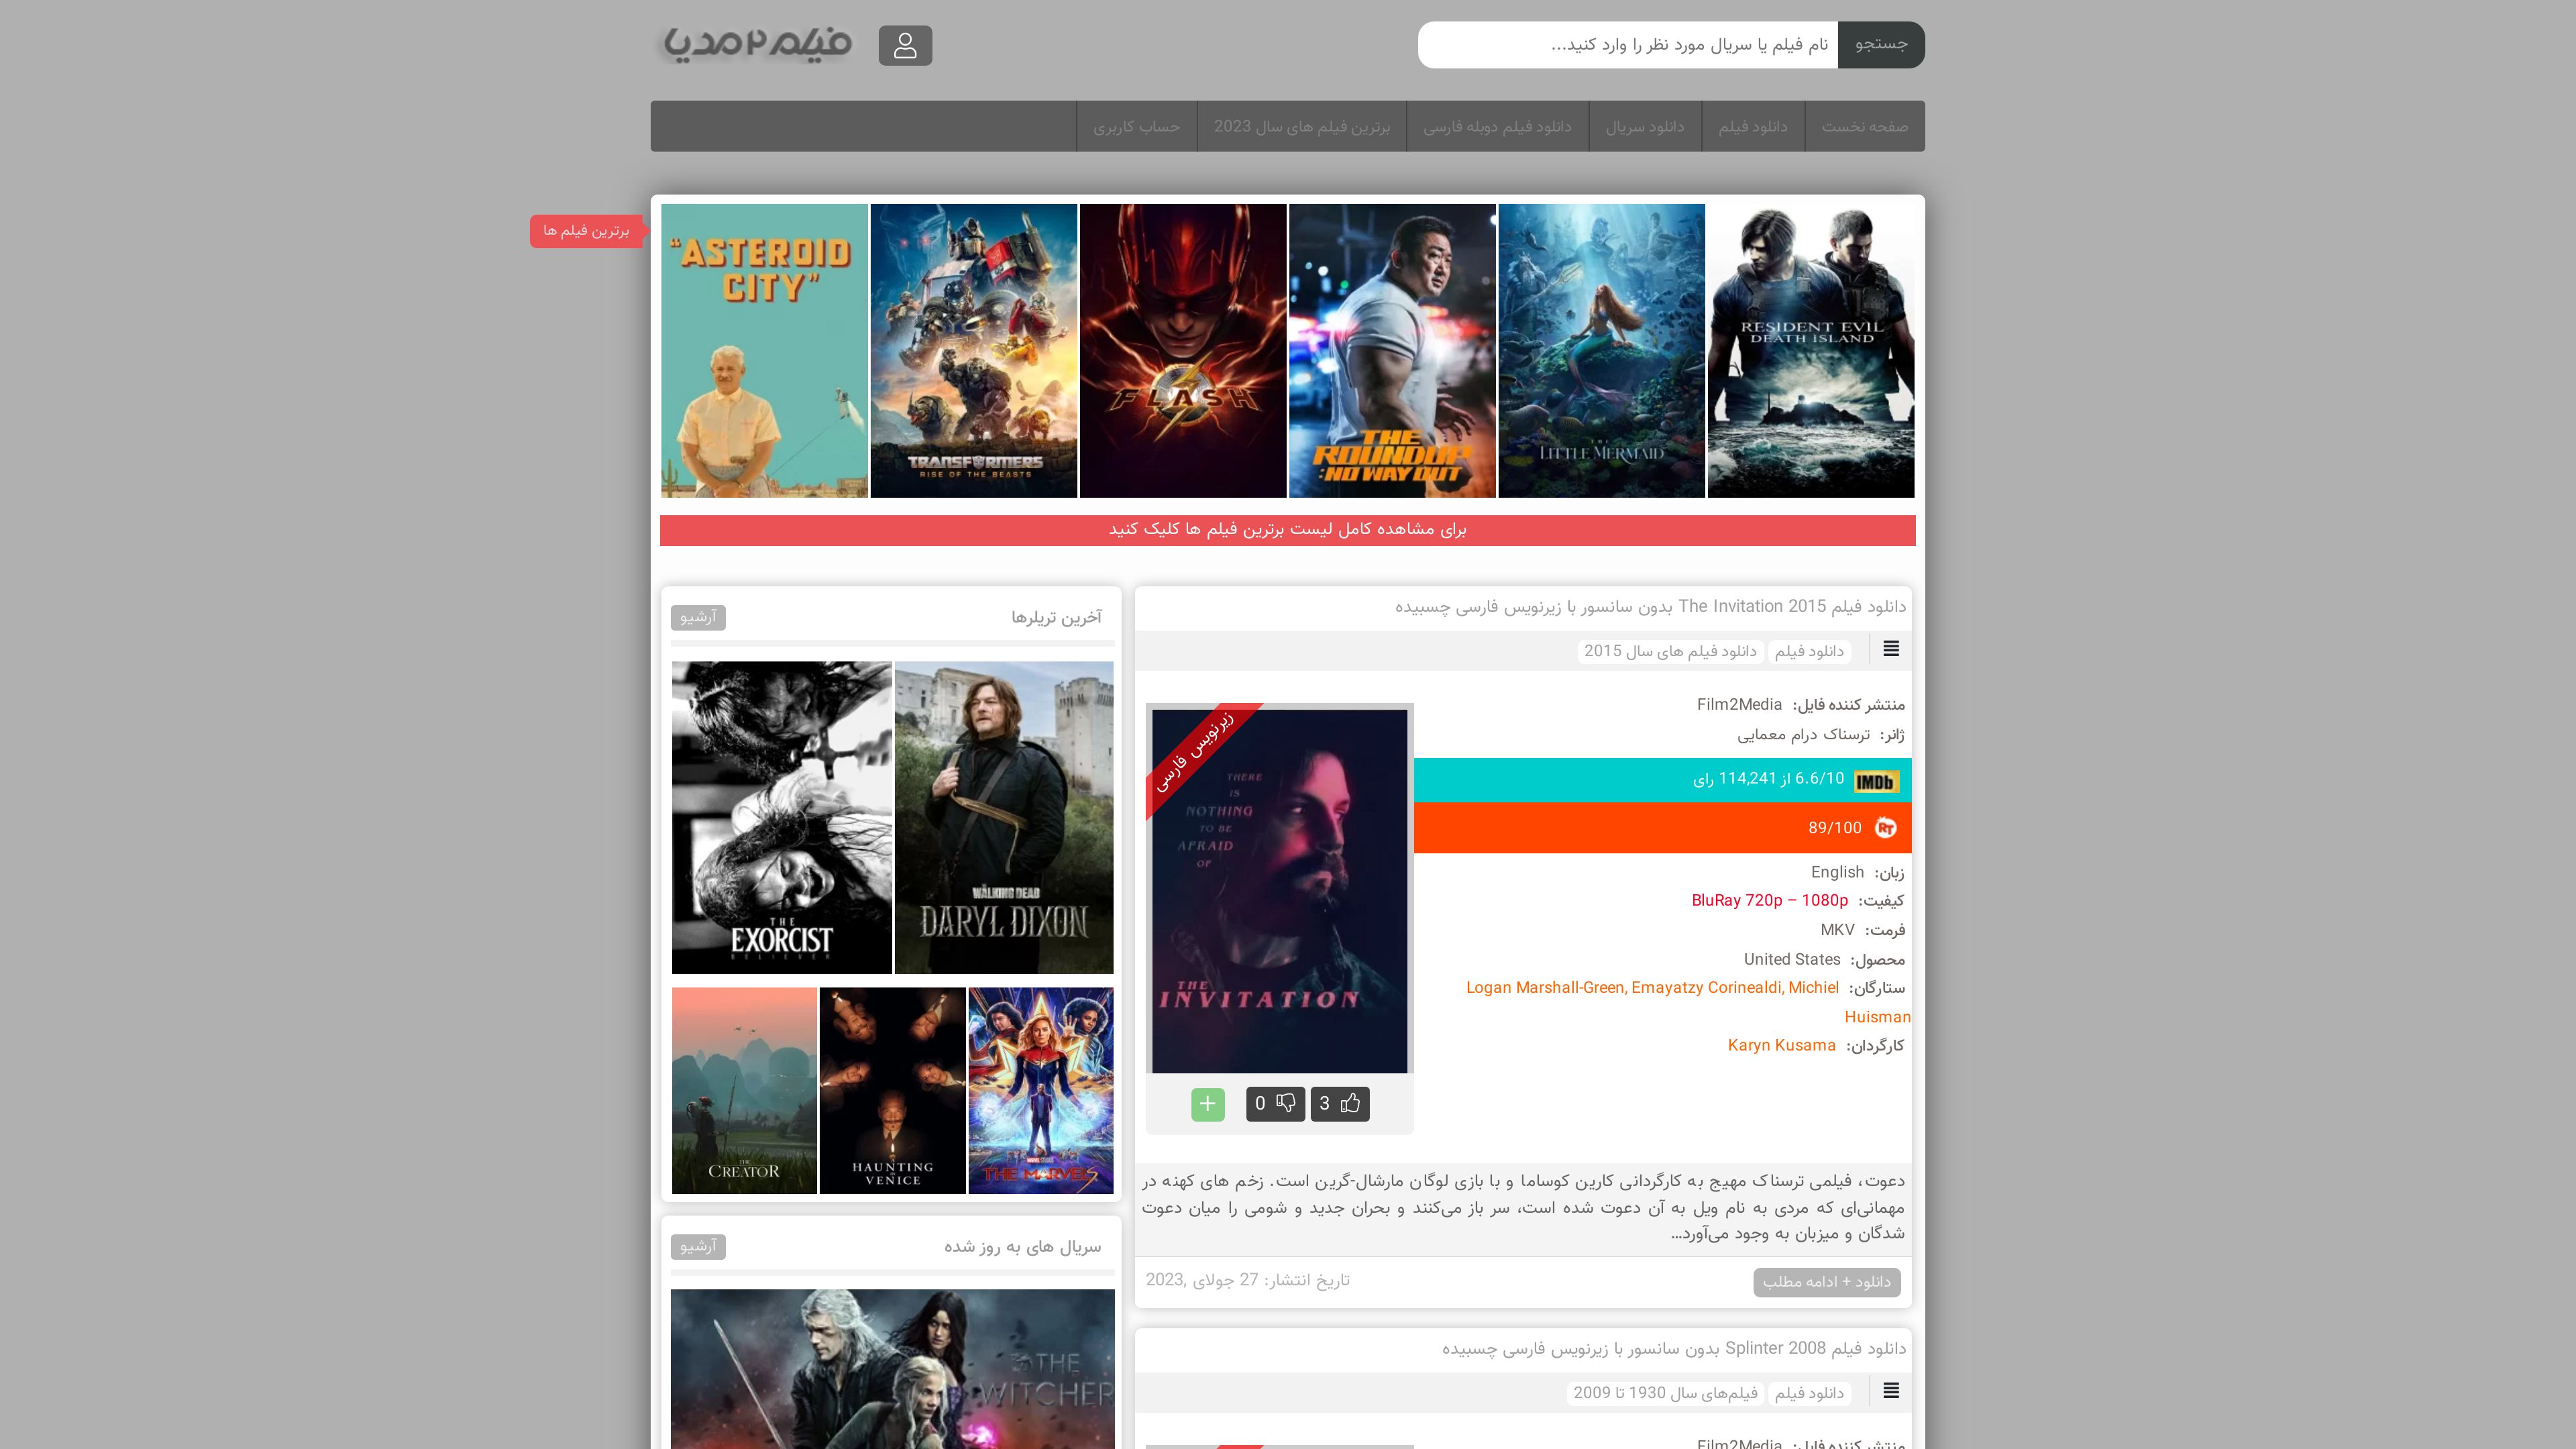 جستجو
نام فیلم یا سریال مورد نظر را وارد کنید...
فیلم۲مدیا
صفحه نخست
دانلود فیلم
دانلود سریال
دانلود فیلم دوبله فارسی
برترین فیلم های سال 2023
حساب کاربری
برترین فیلم ها
RESIDENT EVIL
DEATH ISLAND
THE
LITTLE MERMAID
THE
ROUNDUP
:NO WAY OUT
FLASH
TRANSFORMERS
RISE OF THE BEASTS
"ASTEROID
CITY"
برای مشاهده کامل لیست برترین فیلم ها کلیک کنید
دانلود فیلم The Invitation 2015 بدون سانسور با زیرنویس فارسی چسبیده
دانلود فیلم
دانلود فیلم های سال 2015
منتشر کننده فایل: Film2Media
ژانر: ترسناک درام معمایی
IMDb
6.6/10 از 114,241 رای
RT
89/100
زبان: English
کیفیت: BluRay 720p – 1080p
فرمت: MKV
محصول: United States
ستارگان: Logan Marshall-Green, Emayatzy Corinealdi, Michiel
Huisman
کارگردان: Karyn Kusama
زیرنویس فارسی
THERE
IS
NOTHING
TO BE
AFRAID
OF
THE
INVITATION
3
0
+
دعوت، فیلمی ترسناک مهیج به کارگردانی کارین کوساما و با بازی لوگان مارشال-گرین است. زخم های کهنه در
مهمانی‌ای که مردی به نام ویل به آن دعوت شده است، سر باز می‌کنند و بحران جدید و شومی را میان دعوت
شدگان و میزبان به وجود می‌آورد...
دانلود + ادامه مطلب
تاریخ انتشار: 27 جولای ,2023
دانلود فیلم Splinter 2008 بدون سانسور با زیرنویس فارسی چسبیده
دانلود فیلم
فیلم‌های سال 1930 تا 2009
منتشر کننده فایل: Film2Media
آخرین تریلرها
آرشیو
THE
WALKING DEAD
DARYL DIXON
THE
EXORCIST
BELIEVER
MARVEL STUDIOS
THE MARVELS
A
HAUNTING
IN
VENICE
THE
CREATOR
سریال های به روز شده
آرشیو
THE
WITCHER